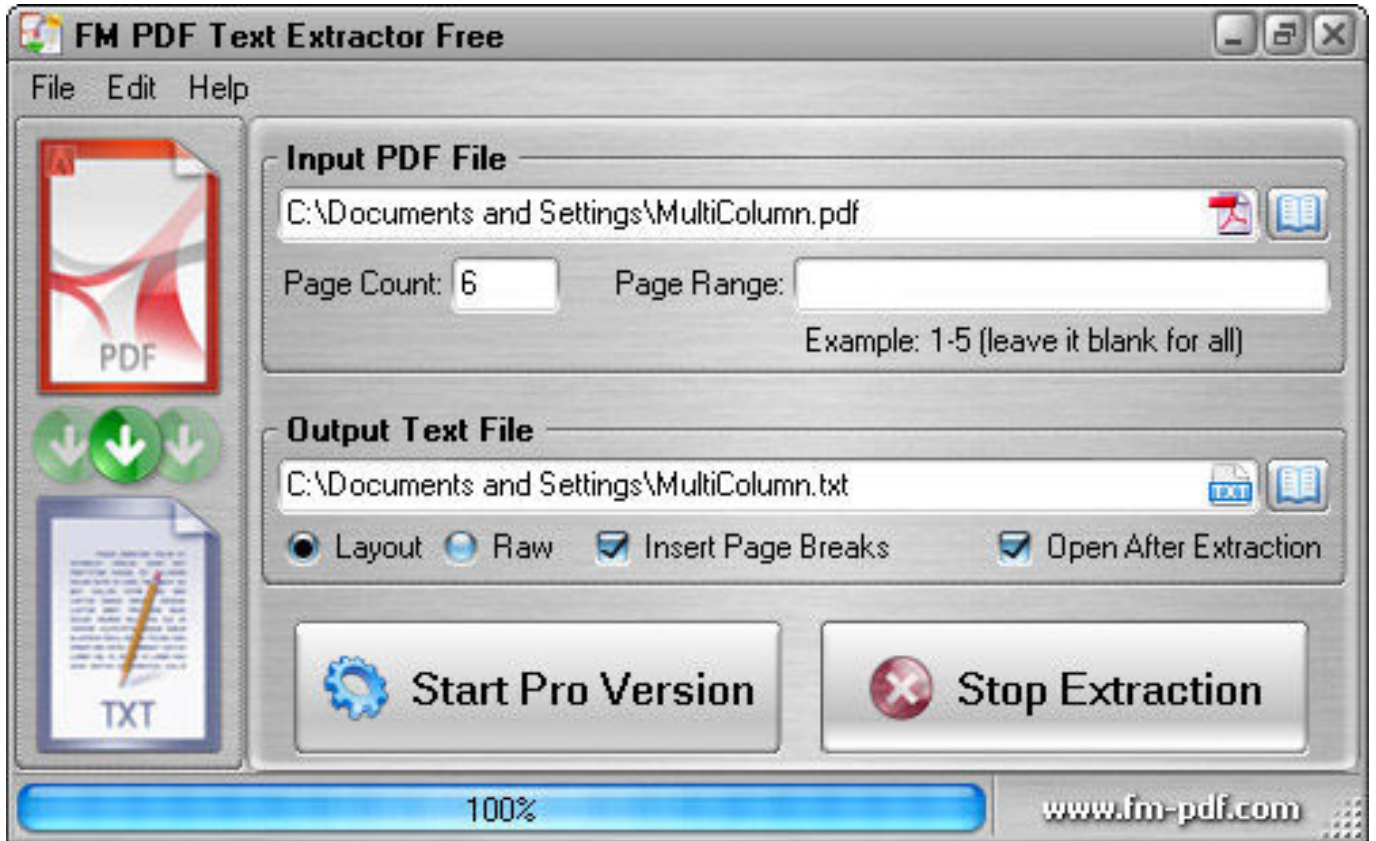 FM PDF Text Extractor Free
File Edit Help
Input PDF File
C:\Documents and Settings\MultiColumn.pdf
Page Count: 6 Page Range:
Example: 1-5 (leave it blank for all)
PDF
Output Text File
C:\Documents and Settings\MultiColumn.txt
TXT
Layout Raw Insert Page Breaks Open After Extraction
TXT
Start Pro Version Stop Extraction
100% www.fm-pdf.com